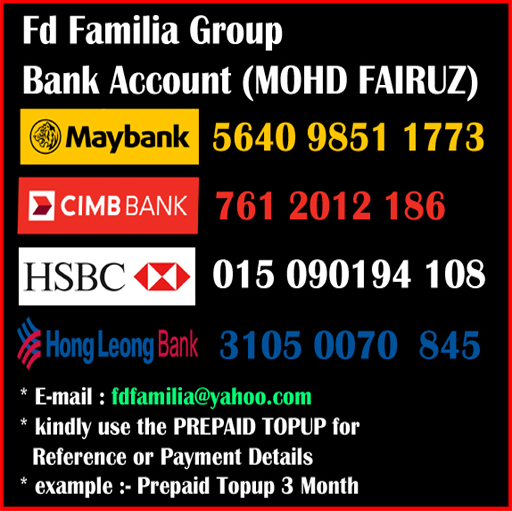 Fd Familia Group
Bank Account (MOHD FAIRUZ)
Maybank 5640 9851 1773
CIMB BANK 761 2012 186
HSBC 015 090194 108
Hong Leong Bank 3105 0070 845
* E-mail : fdfamilia@yahoo.com
* kindly use the PREPAID TOPUP for
Reference or Payment Details
* example :- Prepaid Topup 3 Month